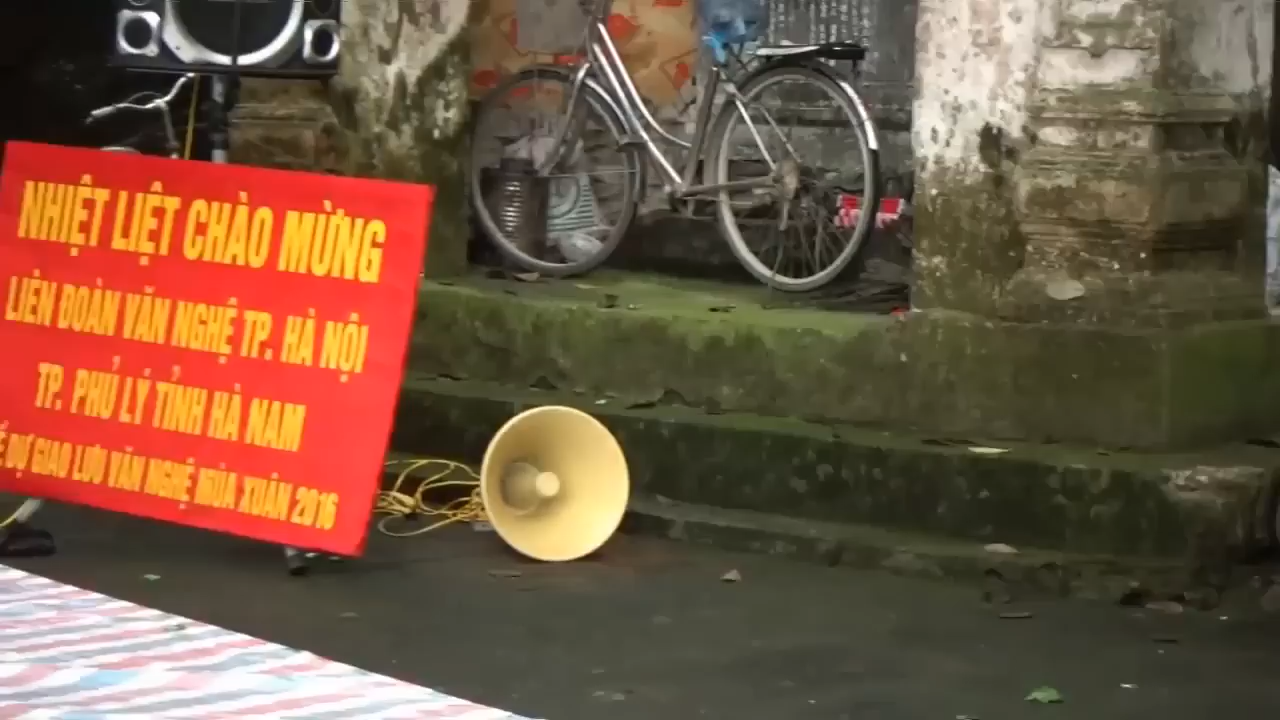 NHIỆT LIỆT CHÀO MỪNG
LIÊN ĐOÀN VĂN NGHỆ TP. HÀ NỘI
TP. PHỦ LÝ TỈNH HÀ NAM
DỰ GIAO LƯU VĂN NGHỆ MÙA XUÂN 2016